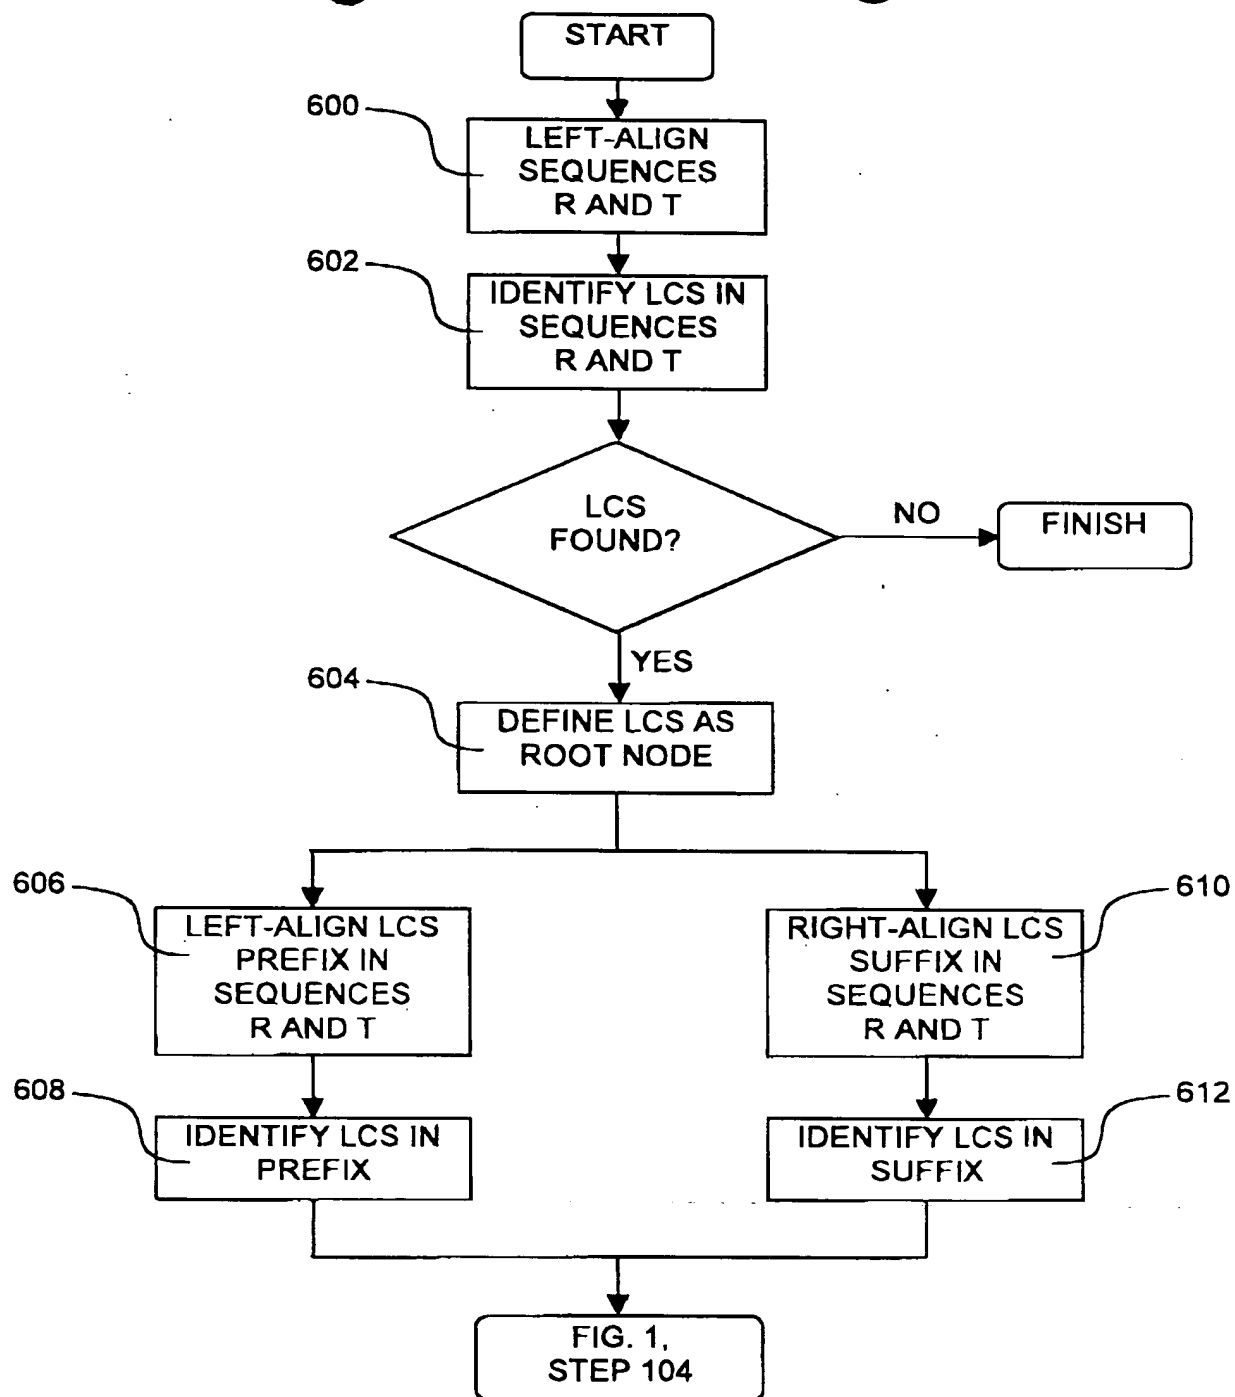 START
600
LEFT-ALIGN
SEQUENCES
R AND T
602
IDENTIFY LCS IN
SEQUENCES
R AND T
LCS
FOUND?
NO
FINISH
YES
604
DEFINE LCS AS
ROOT NODE
606
LEFT-ALIGN LCS
PREFIX IN
SEQUENCES
R AND T
610
RIGHT-ALIGN LCS
SUFFIX IN
SEQUENCES
R AND T
608
IDENTIFY LCS IN
PREFIX
612
IDENTIFY LCS IN
SUFFIX
FIG. 1,
STEP 104